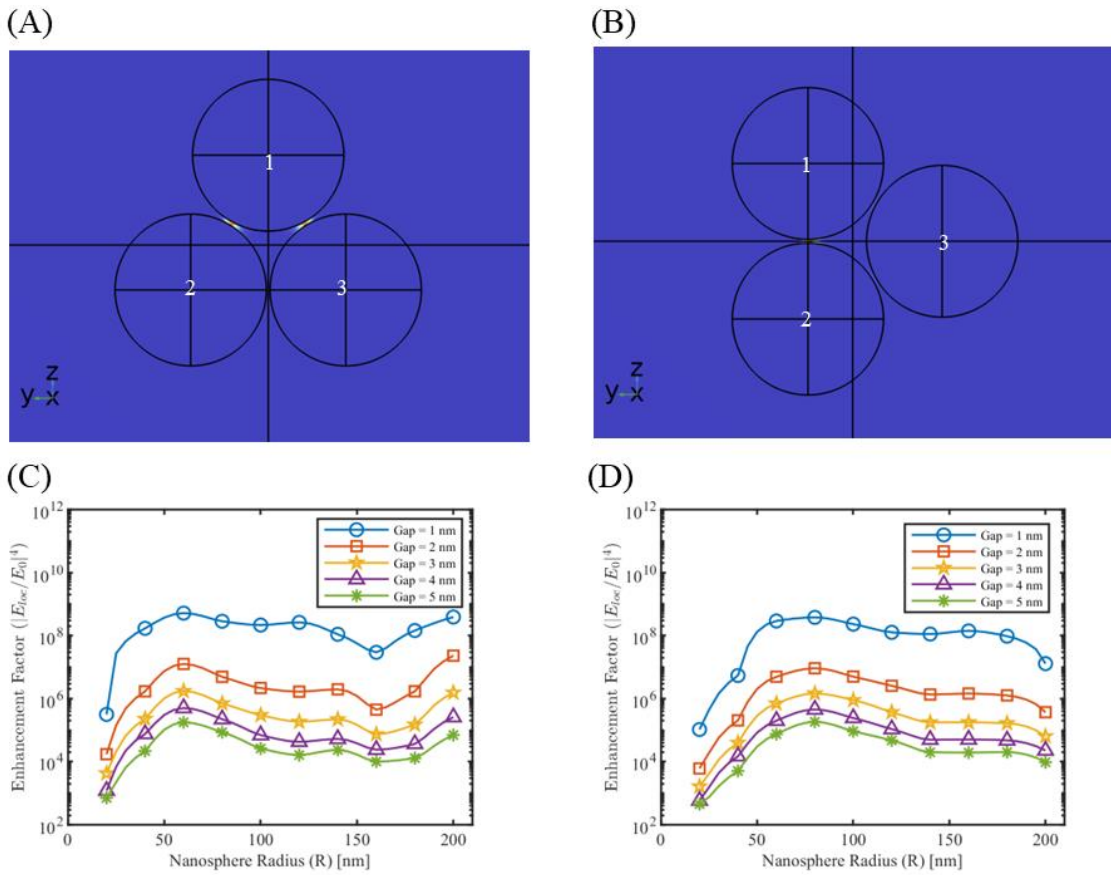 (A)
(B)
1
2
3
z
y x
1
2
3
z
y x
(C)
(D)
Enhancement Factor (|E_loc/E_0|^4)
10^12
10^10
10^8
10^6
10^4
10^2
0
50
100
150
200
Nanosphere Radius (R) [nm]
Gap = 1 nm
Gap = 2 nm
Gap = 3 nm
Gap = 4 nm
Gap = 5 nm
Enhancement Factor (|E_loc/E_0|^4)
10^12
10^10
10^8
10^6
10^4
10^2
0
50
100
150
200
Nanosphere Radius (R) [nm]
Gap = 1 nm
Gap = 2 nm
Gap = 3 nm
Gap = 4 nm
Gap = 5 nm